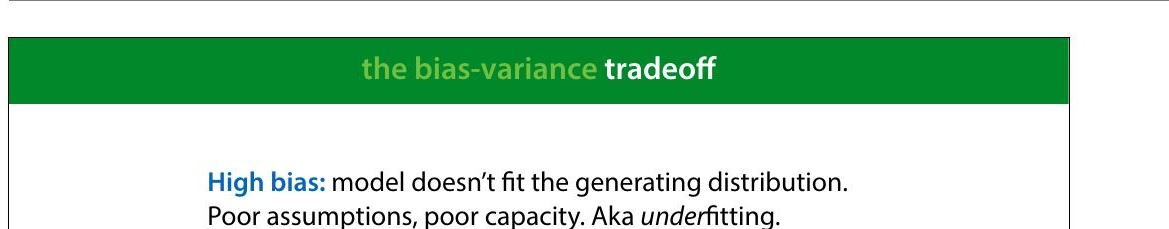 the bias-variance tradeoff
High bias: model doesn’t fit the generating distribution.
Poor assumptions, poor capacity. Aka underfitting.